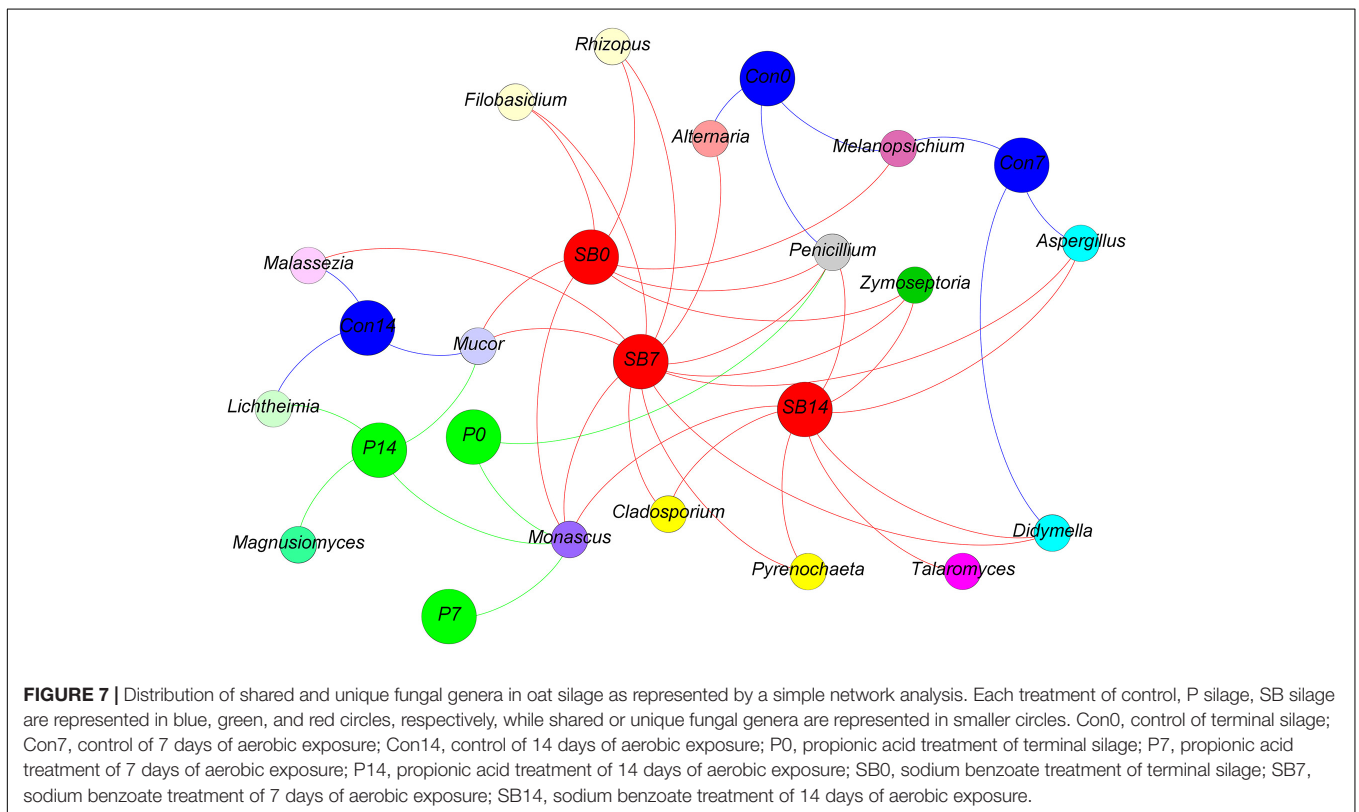 Rhizopus
Con0
Filobasidium
Alternaria
Melanopsichium
Con7
Penicillium
Aspergillus
SB0
Malassezia
Zymoseptoria
Con14
Mucor
SB7
Lichtheimia
SB14
P0
P14
Cladosporium
Magnusiomyces
Monascus
Didymella
Pyrenochaeta
Talaromyces
P7
FIGURE 7 | Distribution of shared and unique fungal genera in oat silage as represented by a simple network analysis. Each treatment of control, P silage, SB silage
are represented in blue, green, and red circles, respectively, while shared or unique fungal genera are represented in smaller circles. Con0, control of terminal silage;
Con7, control of 7 days of aerobic exposure; Con14, control of 14 days of aerobic exposure; P0, propionic acid treatment of terminal silage; P7, propionic acid
treatment of 7 days of aerobic exposure; P14, propionic acid treatment of 14 days of aerobic exposure; SB0, sodium benzoate treatment of terminal silage; SB7,
sodium benzoate treatment of 7 days of aerobic exposure; SB14, sodium benzoate treatment of 14 days of aerobic exposure.